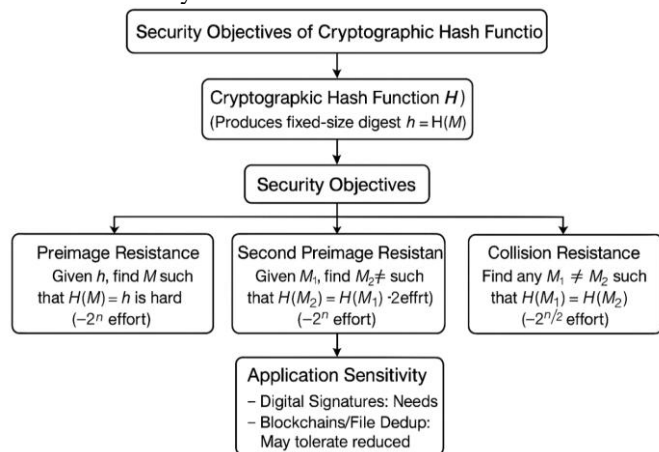 y
Security Objectives of Cryptographic Hash Functio
Cryptograpkic Hash Function H)
(Produces fixed-size digest h = H(M)
Security Objectives
Preimage Resistance
Given h, find M such
that H(M) = h is hard
(−2ⁿ effort)
Second Preimage Resistan
Given M₁, find M₂≠ such
that H(M₂) = H(M₁) ·2effrt)
(−2ⁿ effort)
Collision Resistance
Find any M₁ ≠ M₂ such
that H(M₁) = H(M₂)
(−2ⁿ/² effort)
Application Sensitivity
– Digital Signatures: Needs
– Blockchains/File Dedup:
May tolerate reduced